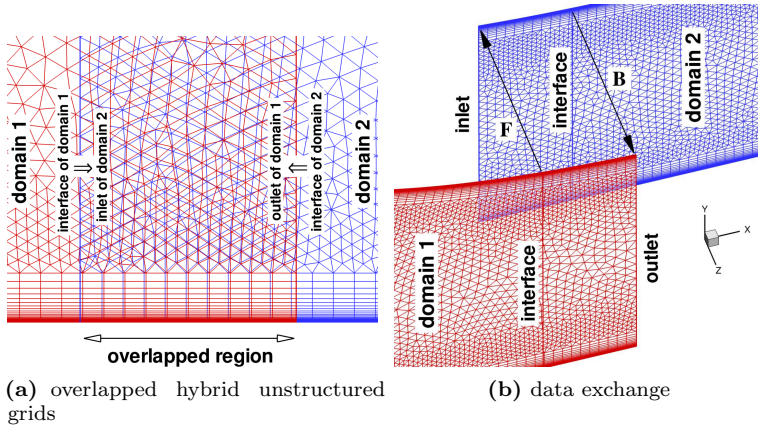 domain 1
interface of domain 1
⇒
inlet of domain 2
outlet of domain 1
⇐
interface of domain 2
domain 2
overlapped region
(a) overlapped hybrid unstructured
grids
inlet
F
interface
B
domain 2
domain 1
interface
outlet
Y
X
Z
(b) data exchange